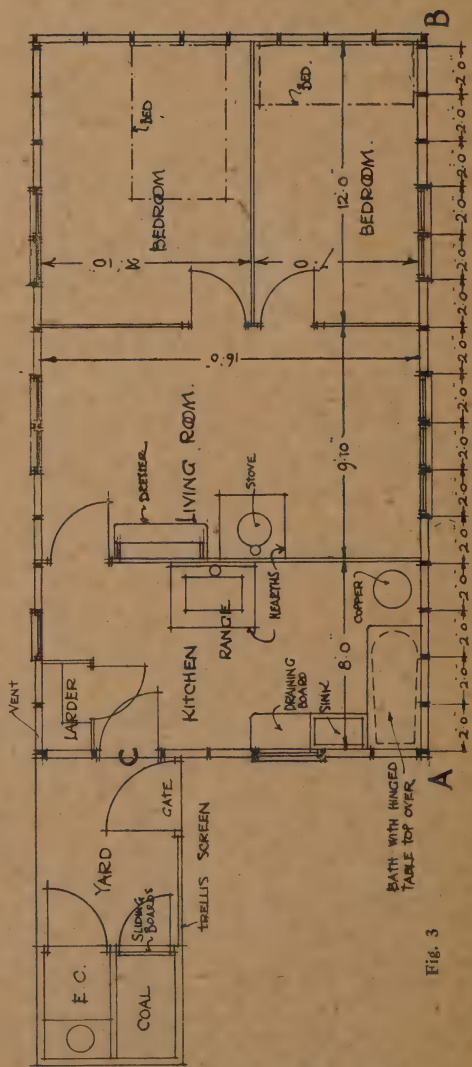 VENT
LARDER
C
YARD
GATE
E.C.
COAL
SLIDING
BOARDS
TRELLIS SCREEN
KITCHEN
RANGE
HEARTHS
DRAINING
BOARD
SINK
COPPER
BATH WITH HINGED
TABLE TOP OVER
DRESSER
LIVING ROOM.
STOVE
16'.0"
BEDROOM
BED
BEDROOM.
BED
8'.0"
9'.10"
12'.0"
A
B
2'.0" 2'.0" 2'.0" 2'.0" 2'.0" 2'.0" 2'.0" 2'.0" 2'.0" 2'.0" 2'.0" 2'.0" 2'.0" 2'.0" 2'.0"
Fig. 3